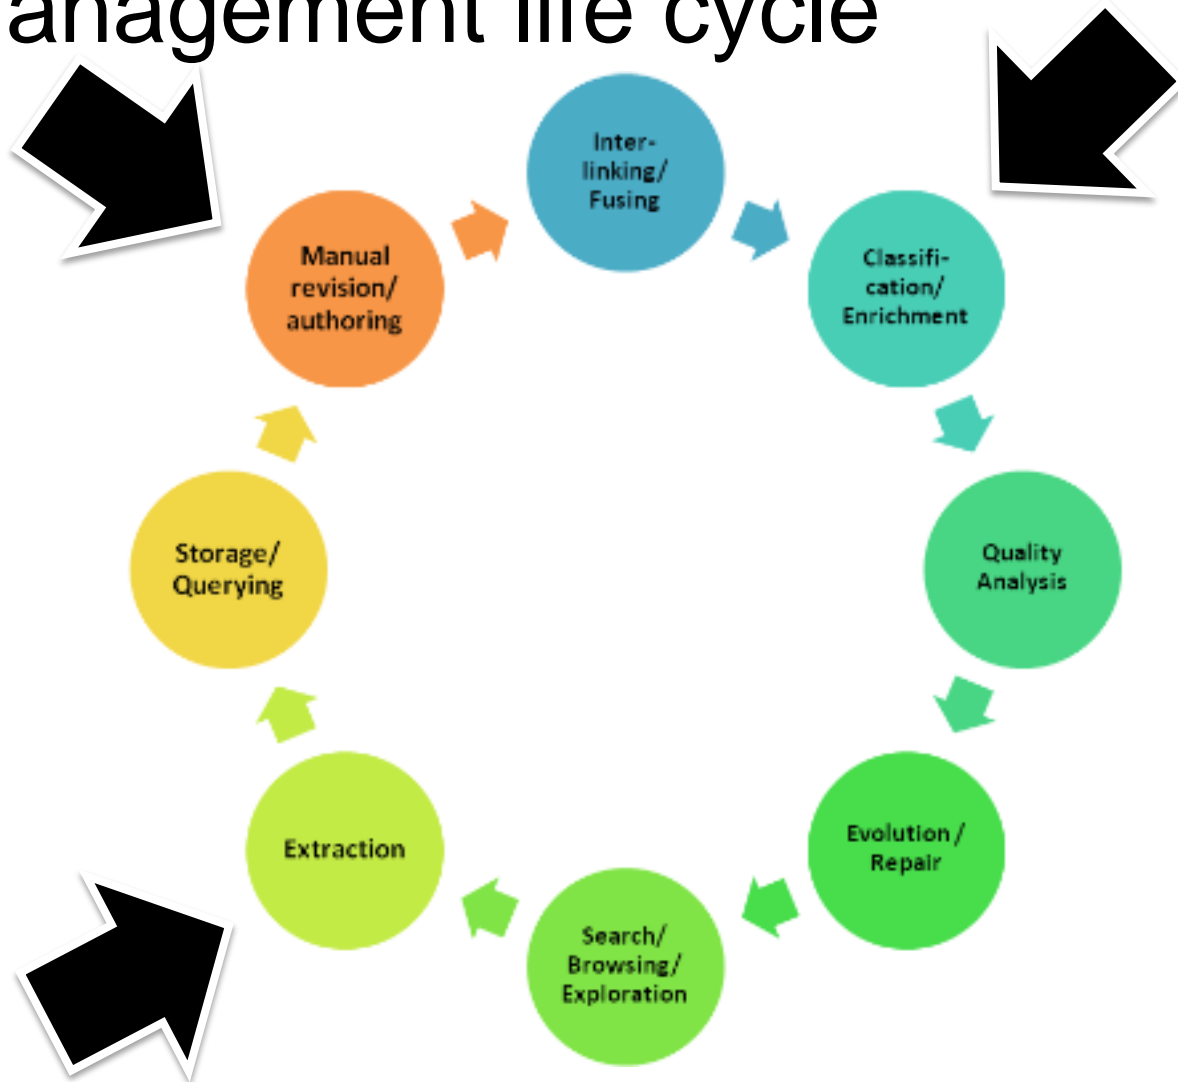 anagement life cycle
Inter-
linking/
Fusing
Manual
revision/
authoring
Classifi-
cation/
Enrichment
Storage/
Querying
Quality
Analysis
Extraction
Evolution /
Repair
Search/
Browsing/
Exploration